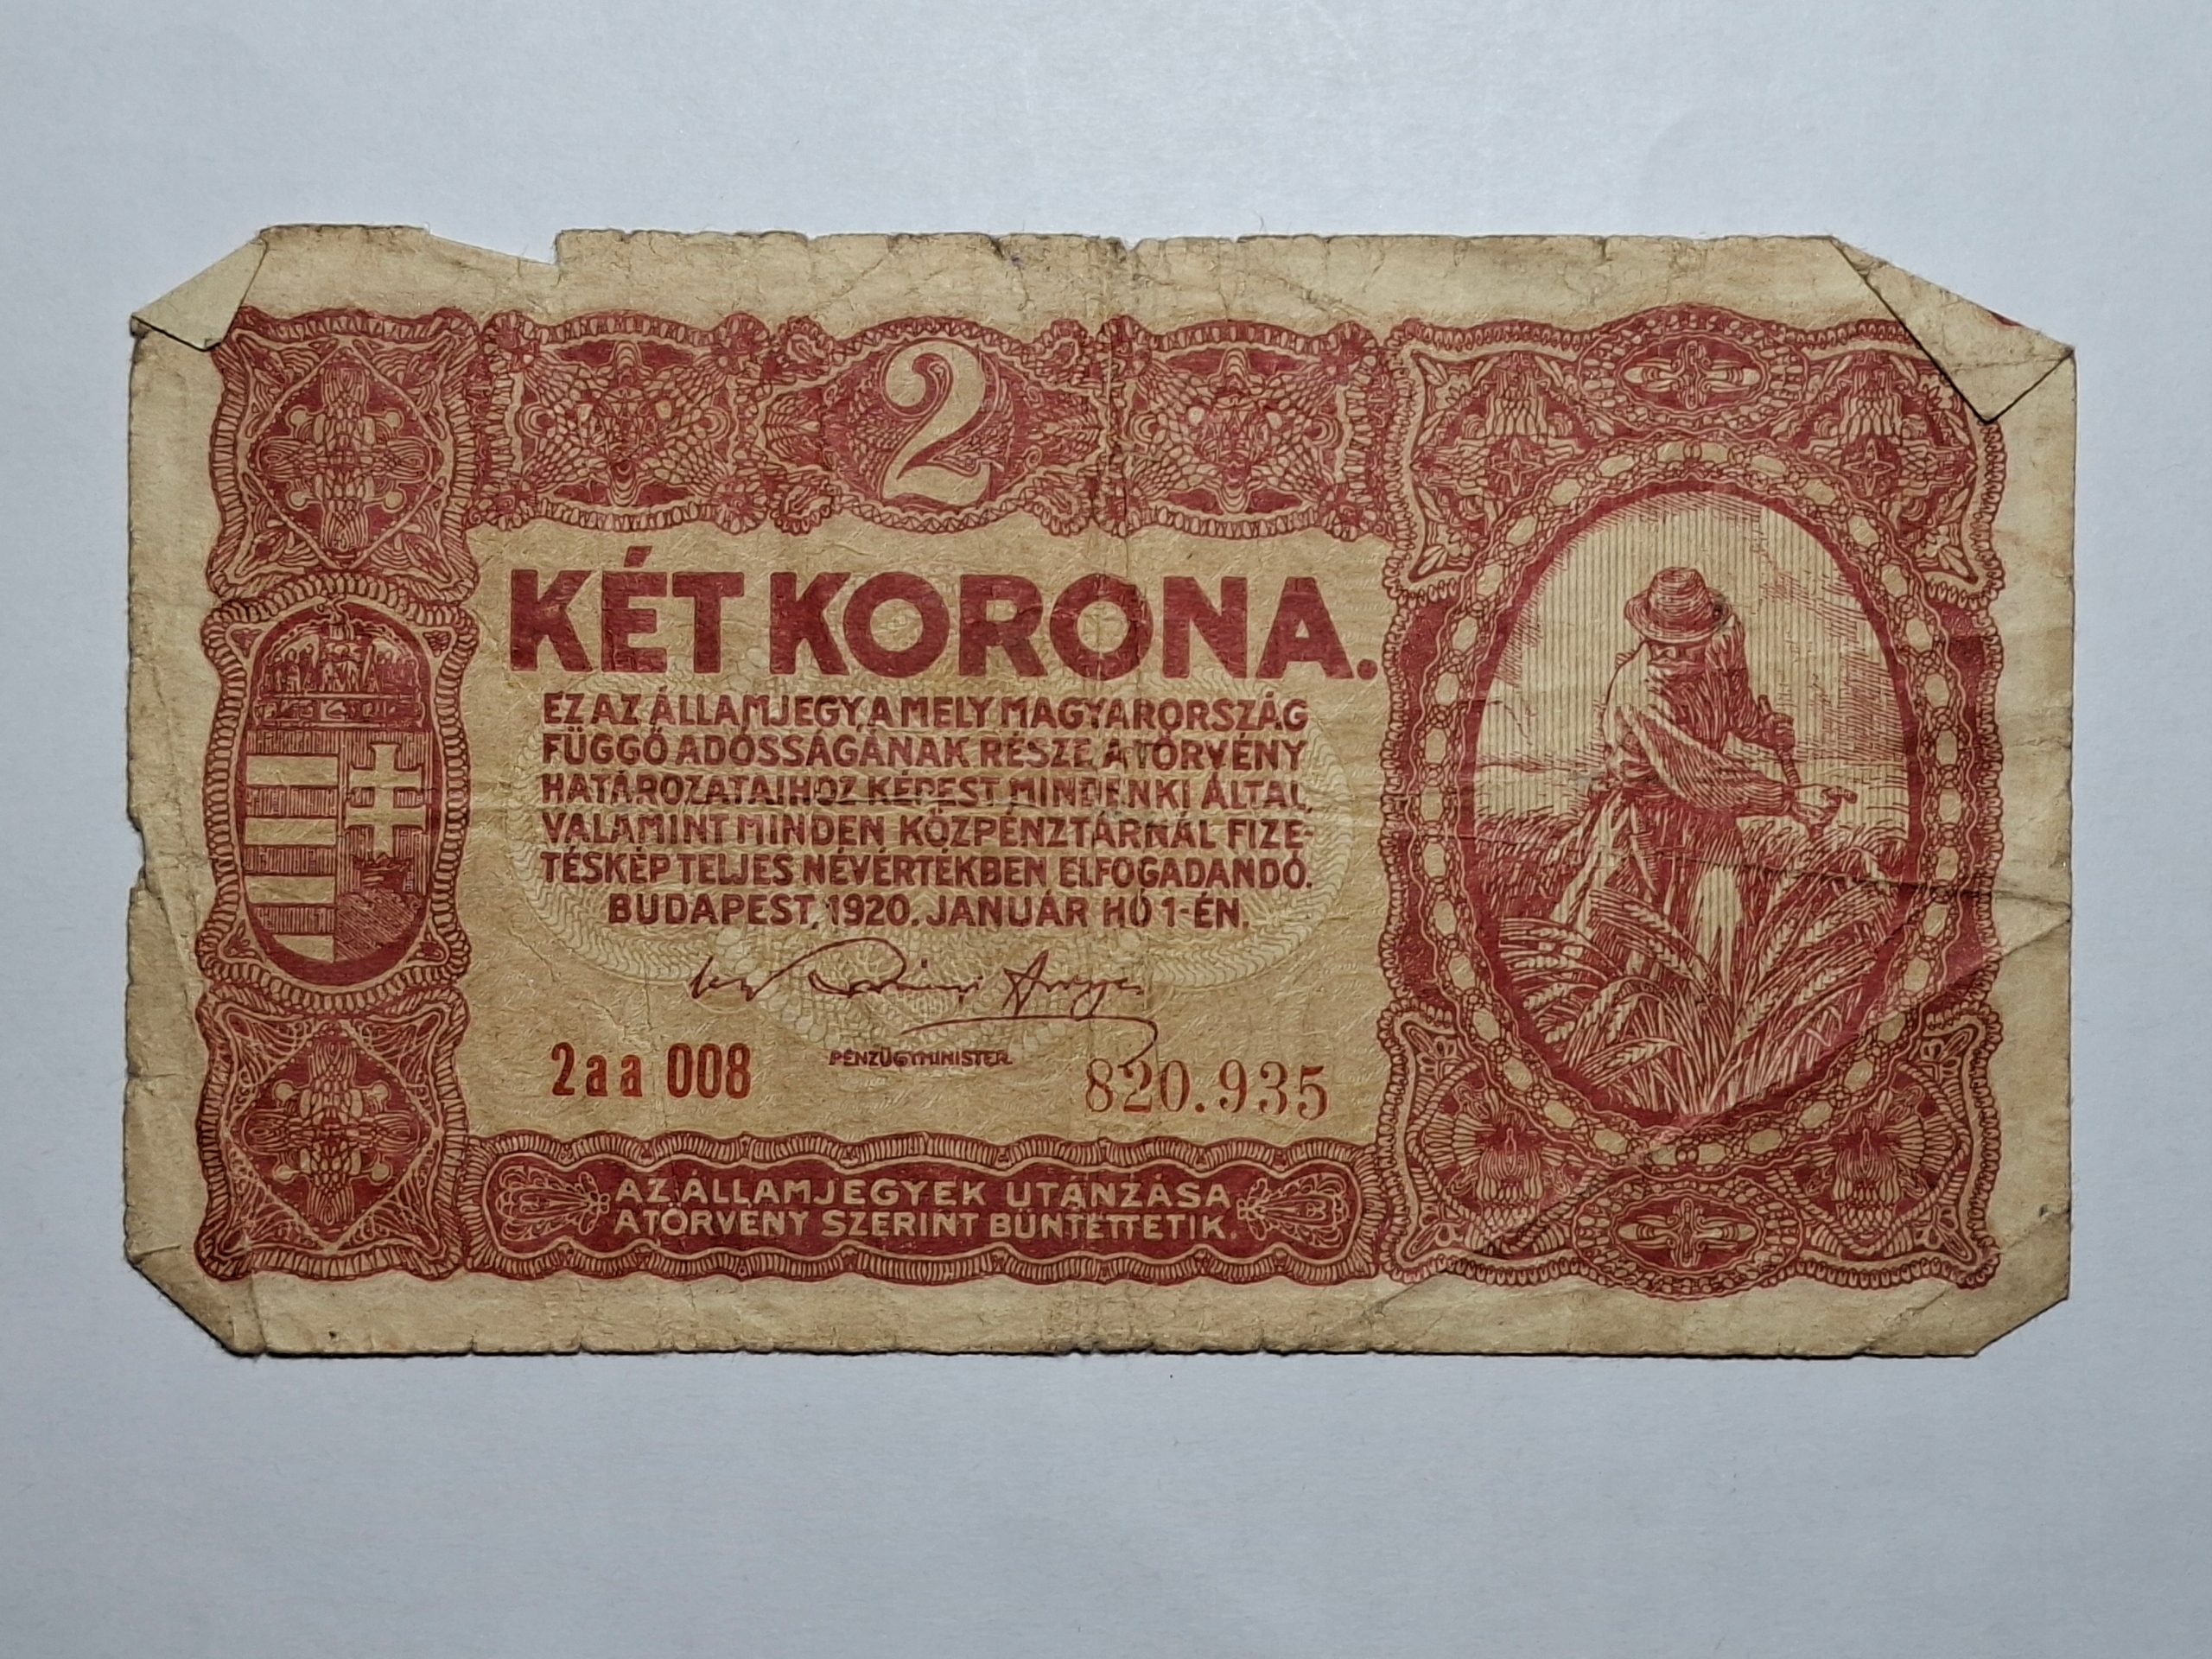 2
KÉT KORONA.
EZ AZ ÁLLAMJEGY, AMELY MAGYARORSZÁG
FÜGGŐ ADÓSSÁGÁNAK RÉSZE, A TÖRVÉNY
HATÁROZATAIHOZ KÉPEST MINDENKI ÁLTAL,
VALAMINT MINDEN KÖZPÉNZTÁRNÁL FIZE-
TÉSKÉP TELJES NÉVÉRTÉKBEN ELFOGADANDÓ.
BUDAPEST, 1920. JANUÁR HÓ 1-ÉN.
PÉNZÜGYMINISTER.
2aa 008
820.935
AZ ÁLLAMJEGYEK UTÁNZÁSA
A TÖRVÉNY SZERINT BÜNTETTETIK.